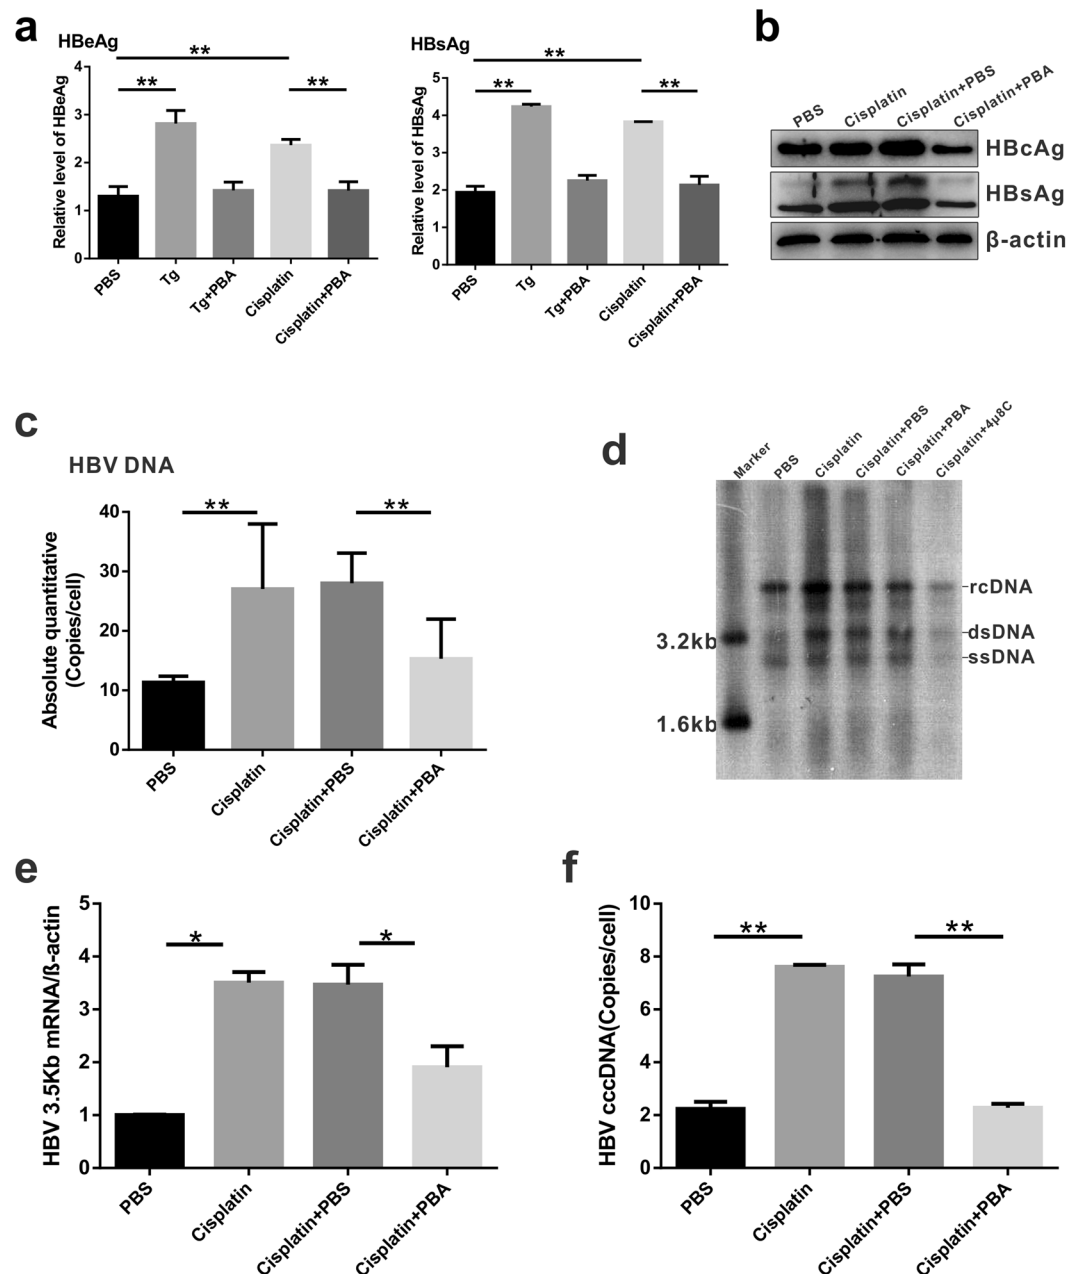 a
HBeAg
Relative level of HBeAg
4
3
2
1
0
**
**
**
PBS
Tg
Tg+PBA
Cisplatin
Cisplatin+PBA
HBsAg
Relative level of HBsAg
5
4
3
2
1
0
**
**
**
PBS
Tg
Tg+PBA
Cisplatin
Cisplatin+PBA
b
PBS
Cisplatin
Cisplatin+PBS
Cisplatin+PBA
HBcAg
HBsAg
β-actin
c
HBV DNA
Absolute quantitative
(Copies/cell)
40
30
20
10
0
**
**
PBS
Cisplatin
Cisplatin+PBS
Cisplatin+PBA
d
Marker
PBS
Cisplatin
Cisplatin+PBS
Cisplatin+PBA
Cisplatin+4μ8C
3.2kb
1.6kb
rcDNA
dsDNA
ssDNA
e
HBV 3.5Kb mRNA/ß-actin
5
4
3
2
1
0
*
*
PBS
Cisplatin
Cisplatin+PBS
Cisplatin+PBA
f
HBV cccDNA(Copies/cell)
10
8
6
4
2
0
**
**
PBS
Cisplatin
Cisplatin+PBS
Cisplatin+PBA